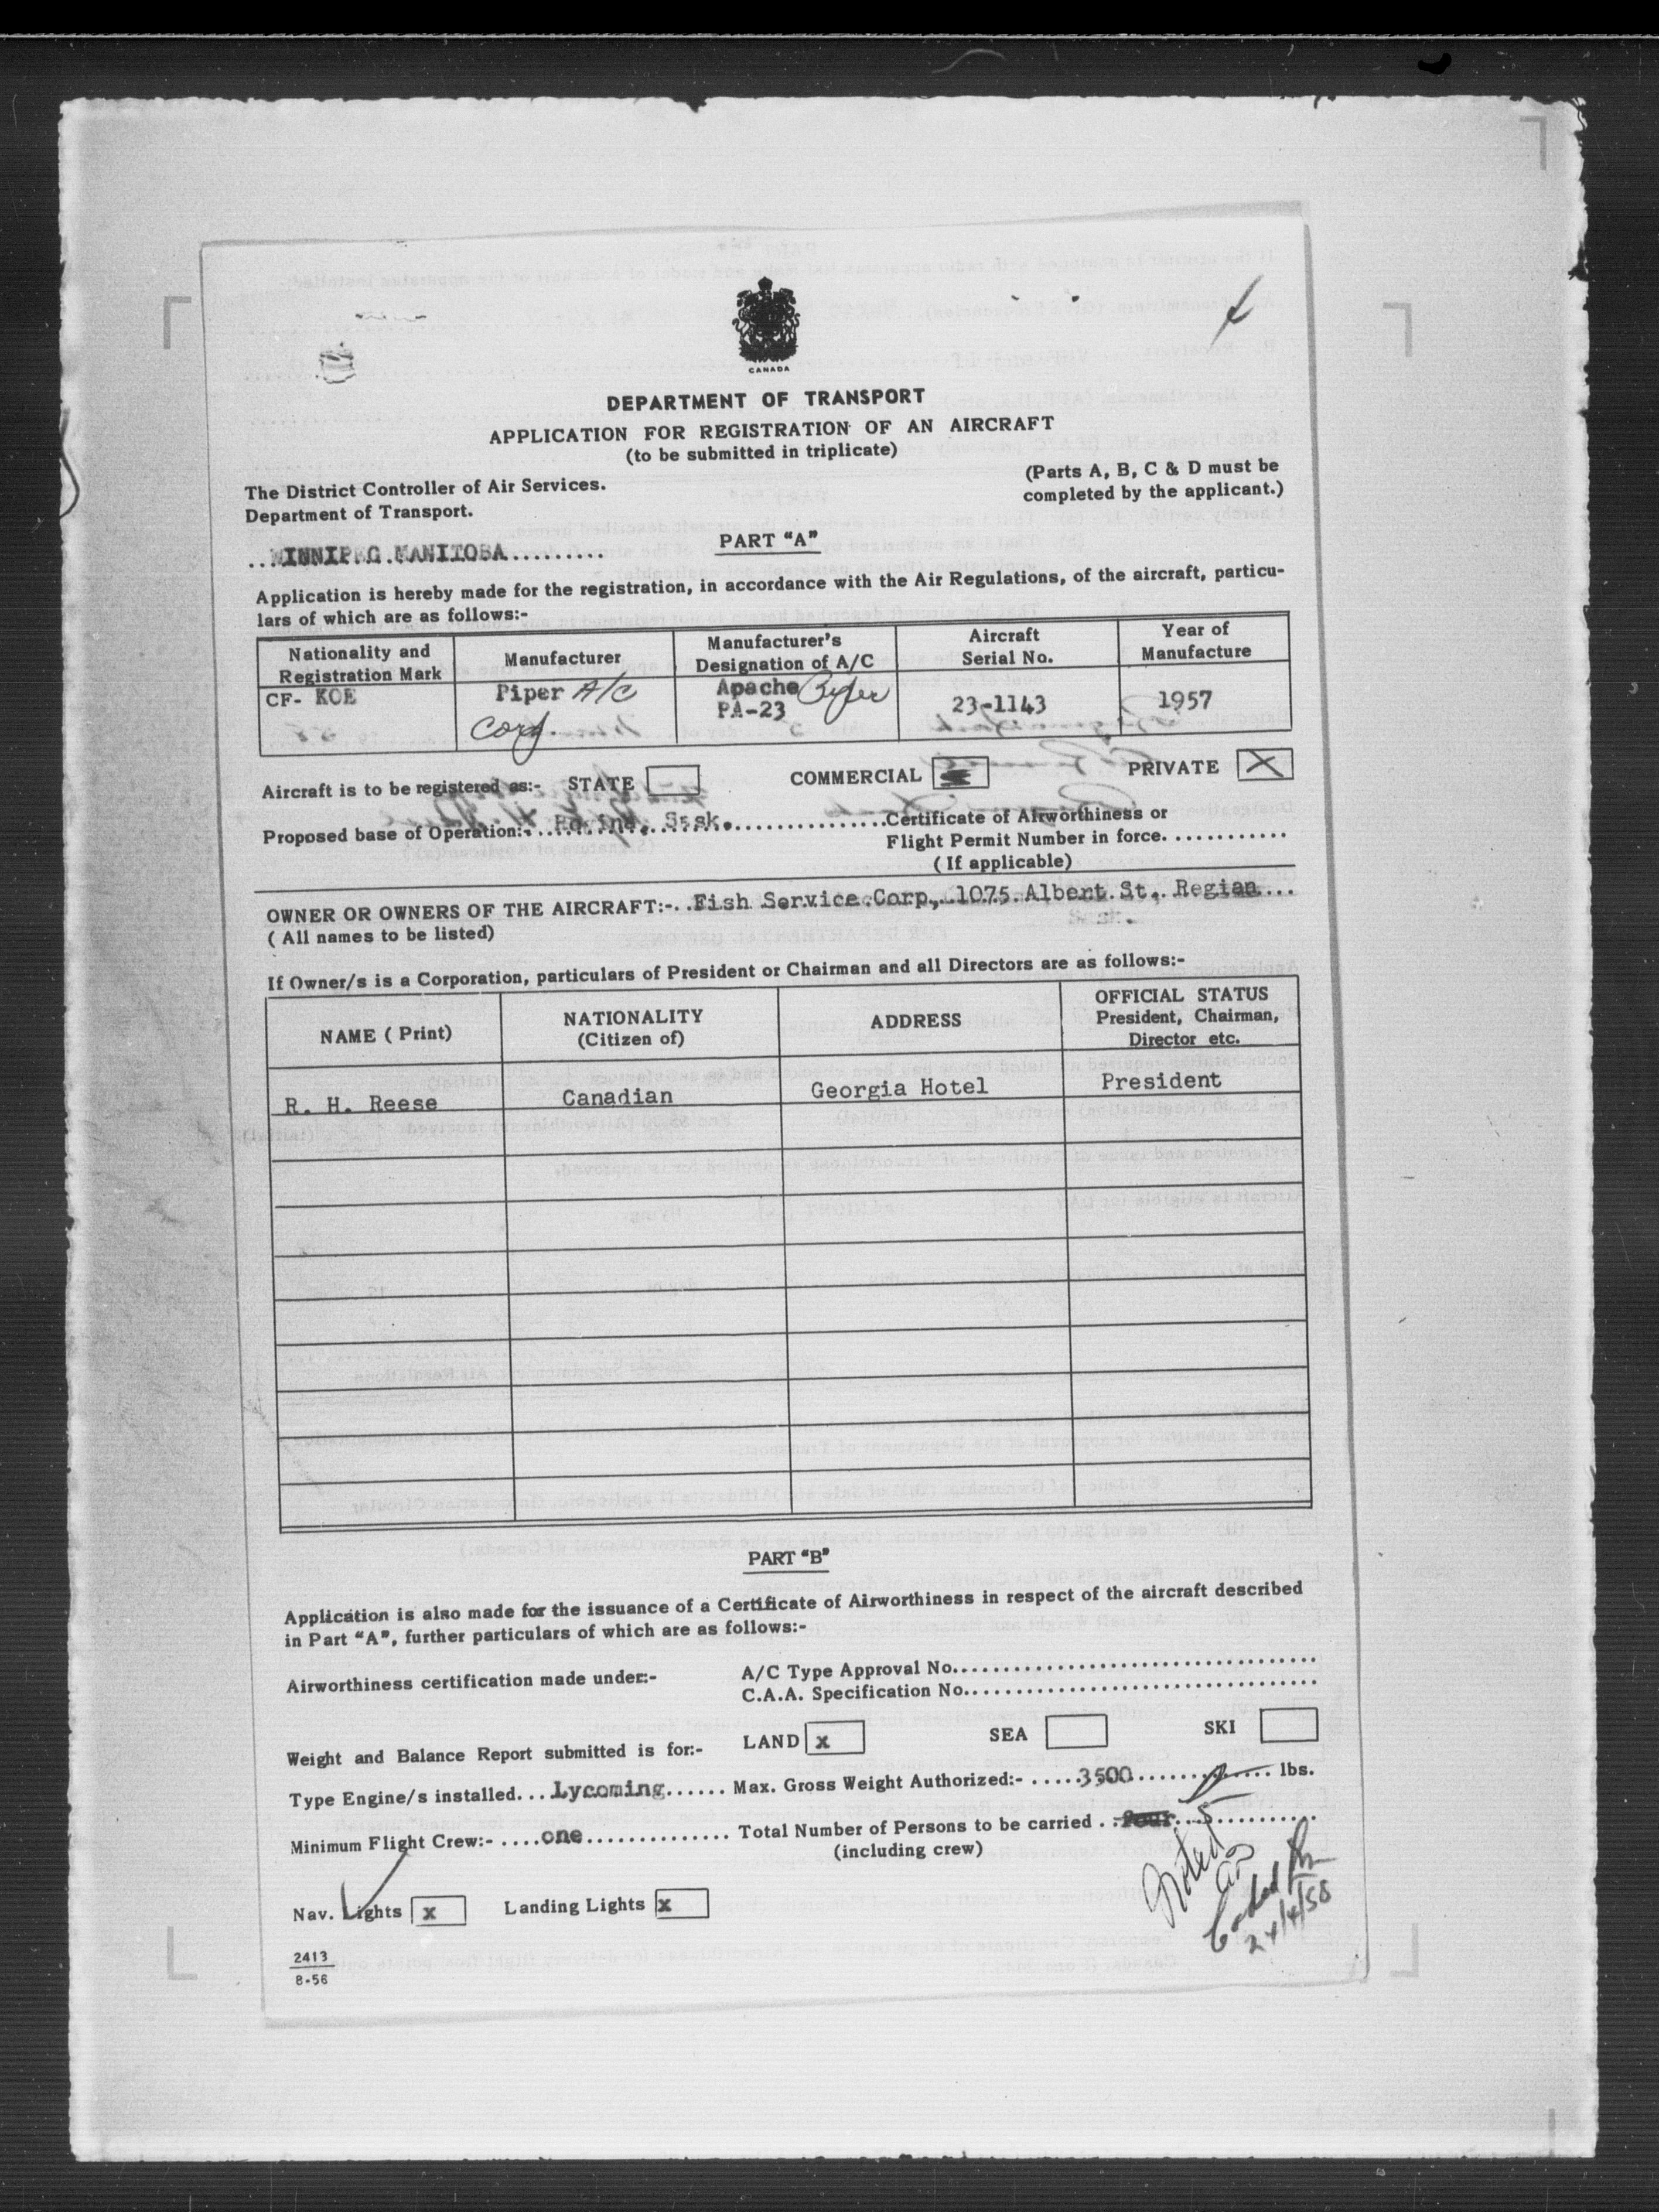 CANADA
DEPARTMENT OF TRANSPORT
APPLICATION FOR REGISTRATION OF AN AIRCRAFT
(to be submitted in triplicate)
(Parts A, B, C & D must be
completed by the applicant.)
The District Controller of Air Services.
Department of Transport.
..WINNIPEG.MANITOBA.........
PART "A"
Application is hereby made for the registration, in accordance with the Air Regulations, of the aircraft, particu-
lars of which are as follows:-
Nationality and Registration Mark
Manufacturer
Manufacturer's Designation of A/C
Aircraft Serial No.
Year of Manufacture
CF- KOE
Piper A/C Corp.
Apache PA-23
23-1143
1957
Aircraft is to be registered as:- STATE COMMERCIAL PRIVATE X
Proposed base of Operation:- Sask.
Certificate of Airworthiness or
Flight Permit Number in force............
(If applicable)
OWNER OR OWNERS OF THE AIRCRAFT:-..Fish Service.Corp,.1075.Albert.St,. Regian...
Sask.
( All names to be listed)
If Owner/s is a Corporation, particulars of President or Chairman and all Directors are as follows:-
NAME ( Print)
NATIONALITY (Citizen of)
ADDRESS
OFFICIAL STATUS President, Chairman, Director etc.
R. H. Reese
Canadian
Georgia Hotel
President
PART "B"
Application is also made for the issuance of a Certificate of Airworthiness in respect of the aircraft described
in Part "A", further particulars of which are as follows:-
Airworthiness certification made under:-
A/C Type Approval No..................................
C.A.A. Specification No.................................
Weight and Balance Report submitted is for:- LAND x SEA SKI
Type Engine/s installed....Lycoming...... Max. Gross Weight Authorized:- .....3500............... lbs.
Minimum Flight Crew:- ....one............... Total Number of Persons to be carried ..four...5...........
(including crew)
Nav. Lights x Landing Lights x
Noted
as
24/4/58
2413
8-56